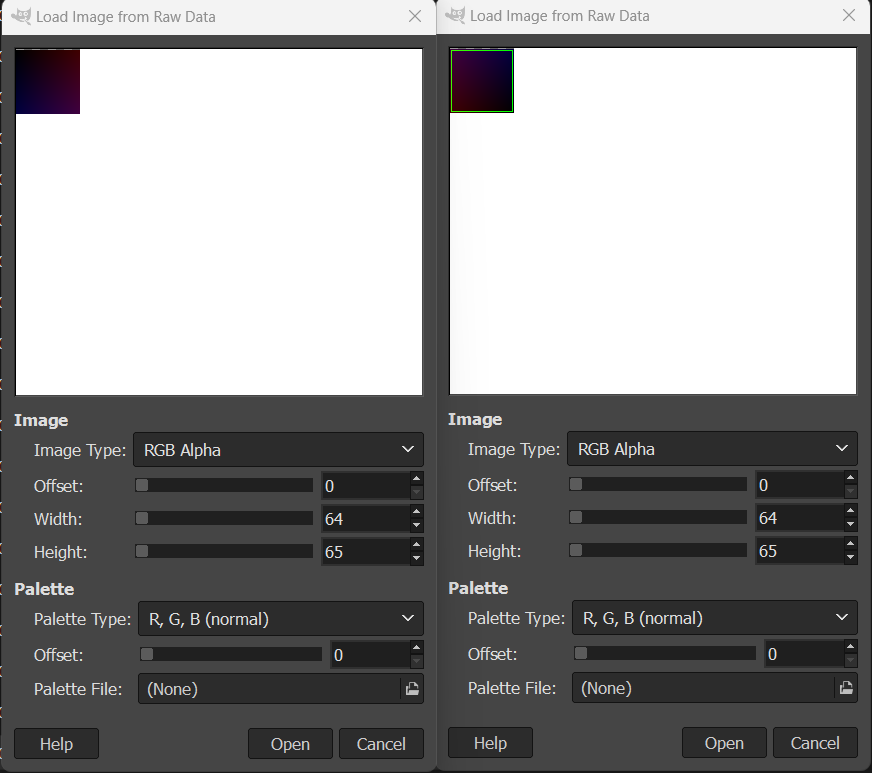 Load Image from Raw Data
Image
Image Type: RGB Alpha
Offset: 0
Width: 64
Height: 65
Palette
Palette Type: R, G, B (normal)
Offset: 0
Palette File: (None)
Help Open Cancel
Load Image from Raw Data
Image
Image Type: RGB Alpha
Offset: 0
Width: 64
Height: 65
Palette
Palette Type: R, G, B (normal)
Offset: 0
Palette File: (None)
Help Open Cancel